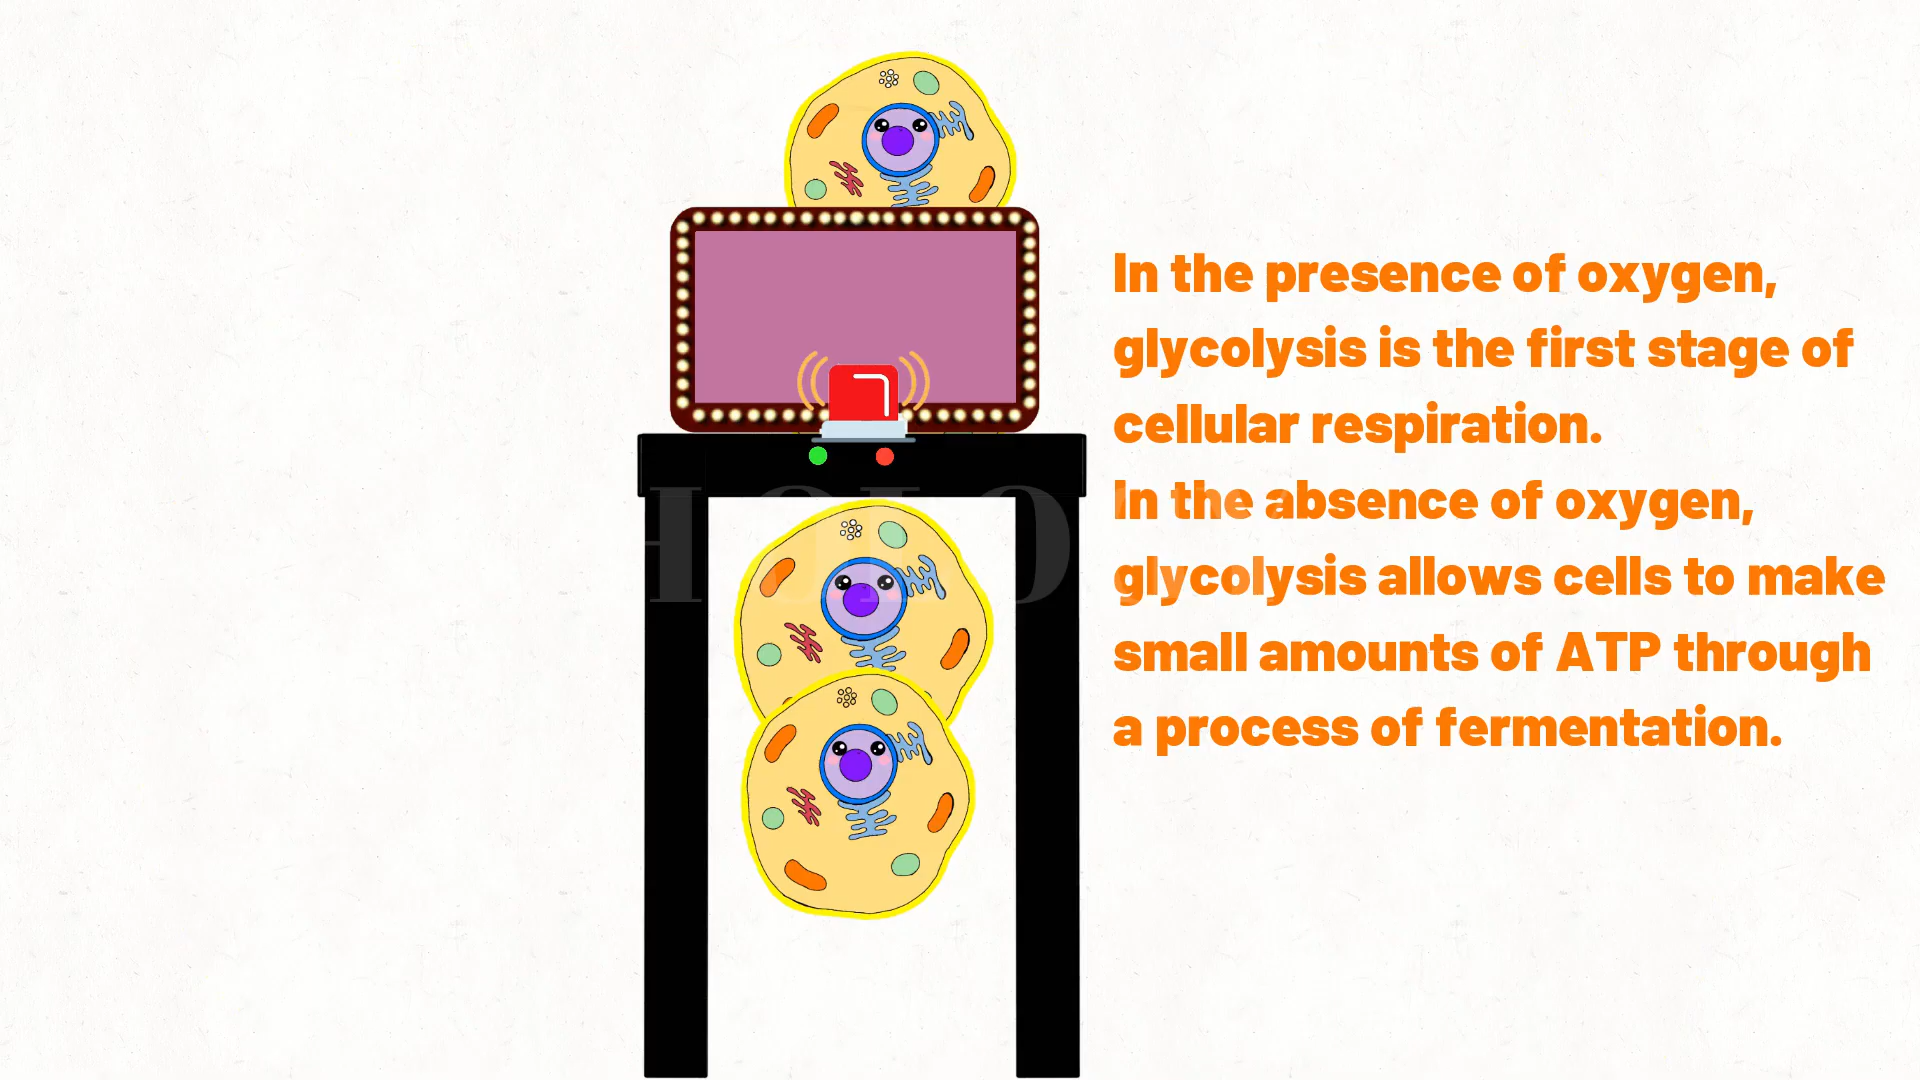 In the presence of oxygen,
glycolysis is the first stage of
cellular respiration.
In the absence of oxygen,
glycolysis allows cells to make
small amounts of ATP through
a process of fermentation.